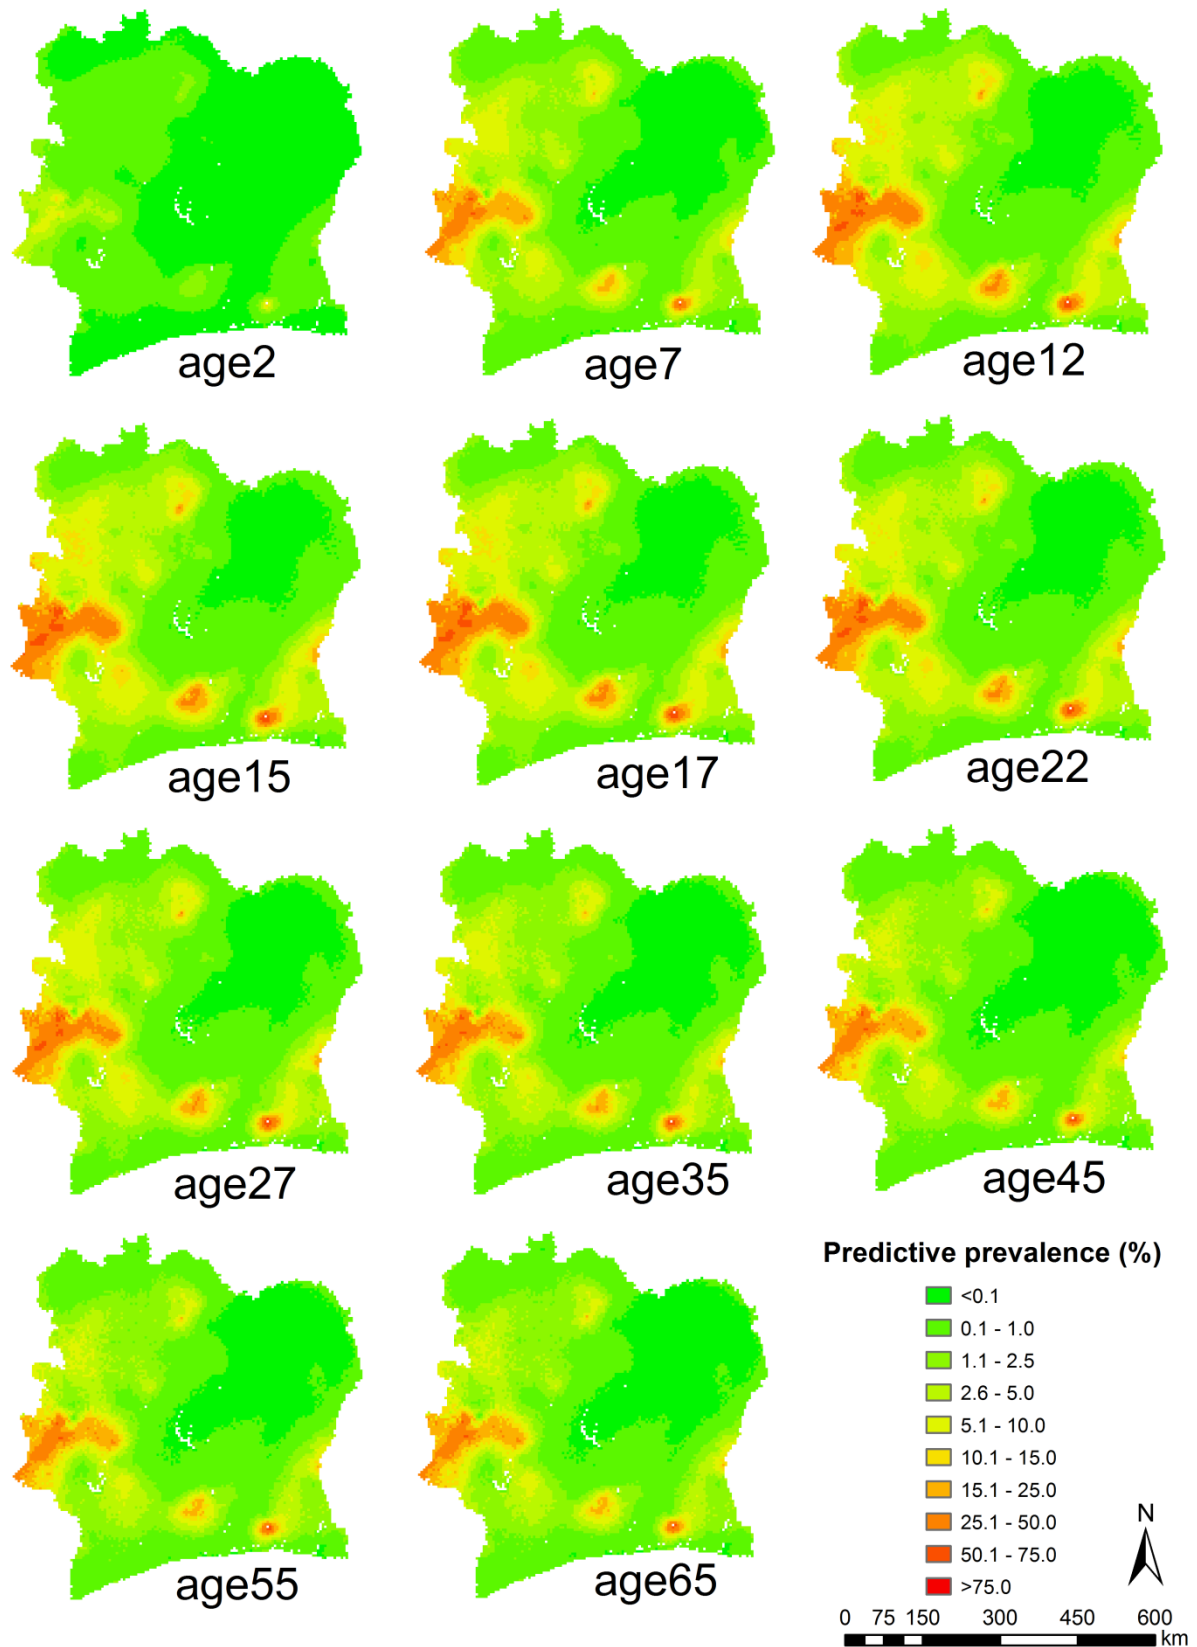 age2
age7
age12
age15
age17
age22
age27
age35
age45
age55
age65
Predictive prevalence (%)
<0.1
0.1 - 1.0
1.1 - 2.5
2.6 - 5.0
5.1 - 10.0
10.1 - 15.0
15.1 - 25.0
25.1 - 50.0
50.1 - 75.0
>75.0
N
0 75 150 300 450 600
km